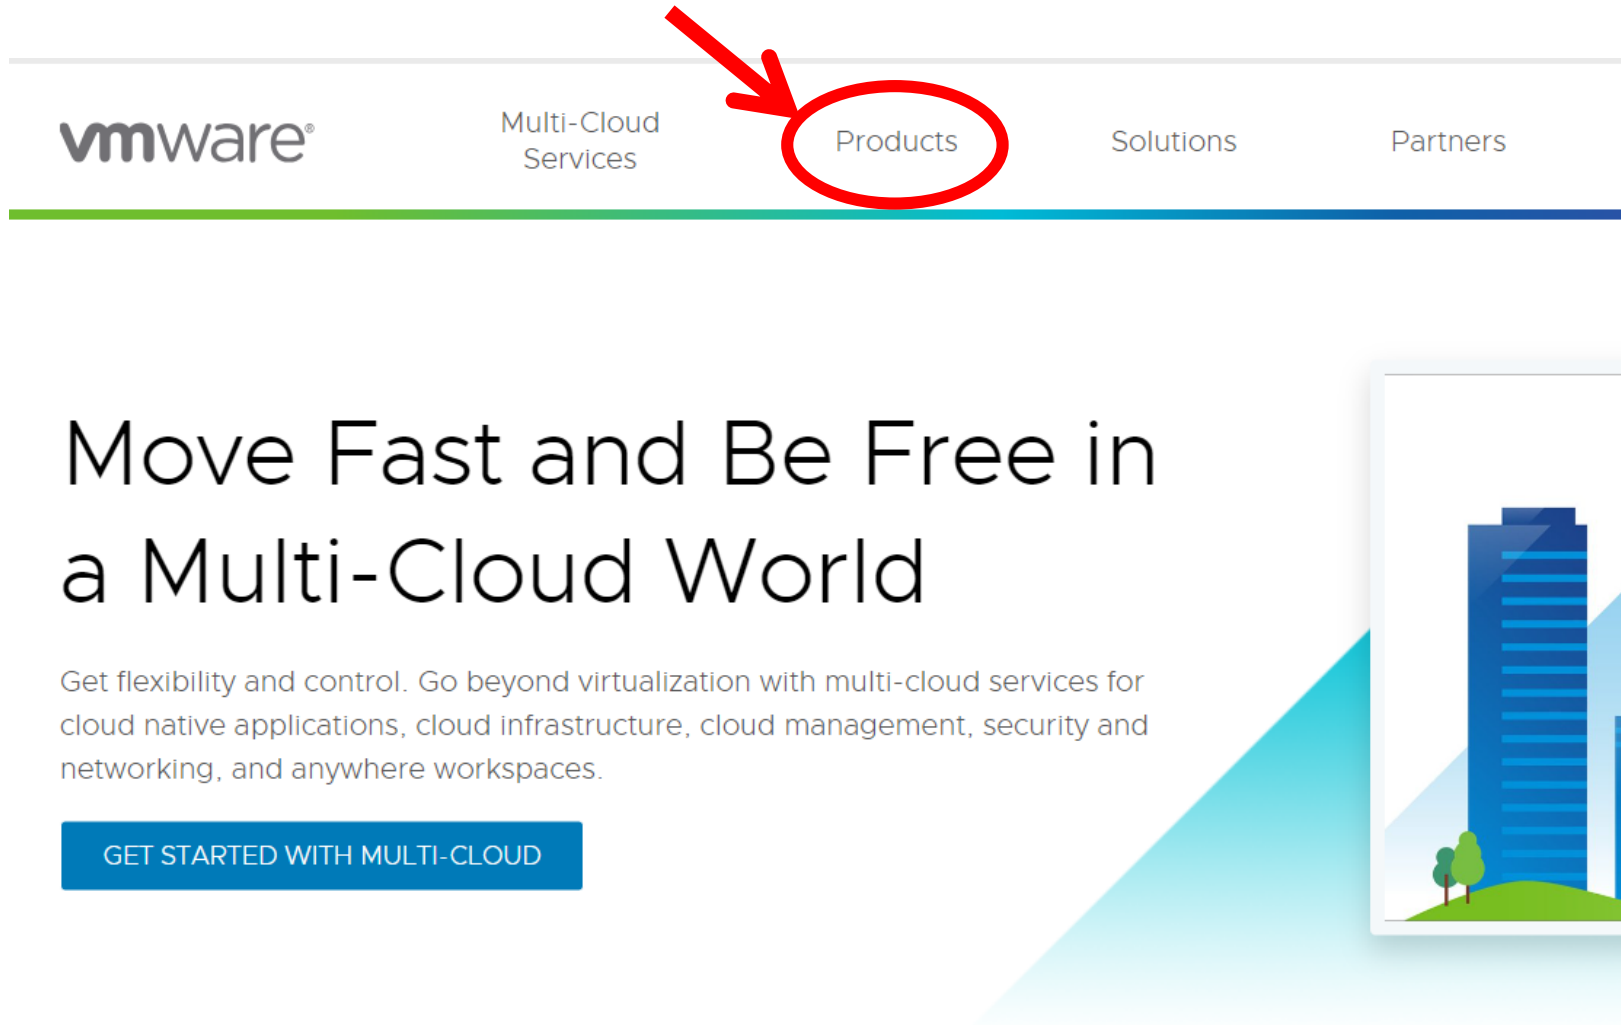 vmware®
Multi-Cloud
Services
Products
Solutions
Partners
Move Fast and Be Free in
a Multi-Cloud World
Get flexibility and control. Go beyond virtualization with multi-cloud services for
cloud native applications, cloud infrastructure, cloud management, security and
networking, and anywhere workspaces.
GET STARTED WITH MULTI-CLOUD